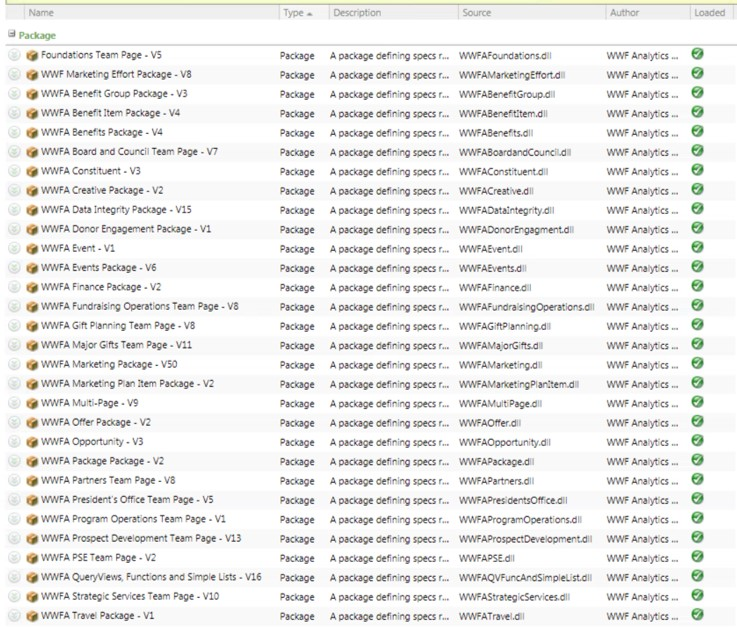 Name Type Description Source Author Loaded
Package
Foundations Team Page - V5 Package A package defining specs r... WWFAFoundations.dll WWF Analytics ...
WWF Marketing Effort Package - V8 Package A package defining specs r... WWFAMarketingEffort.dll WWF Analytics ...
WWFA Benefit Group Package - V3 Package A package defining specs r... WWFABenefitGroup.dll WWF Analytics ...
WWFA Benefit Item Package - V4 Package A package defining specs r... WWFABenefitItem.dll WWF Analytics ...
WWFA Benefits Package - V4 Package A package defining specs r... WWFABenefits.dll WWF Analytics ...
WWFA Board and Council Team Page - V7 Package A package defining specs r... WWFABoardandCouncil.dll WWF Analytics ...
WWFA Constituent - V3 Package A package defining specs r... WWFAConstituent.dll WWF Analytics ...
WWFA Creative Package - V2 Package A package defining specs r... WWFACreative.dll WWF Analytics ...
WWFA Data Integrity Package - V15 Package A package defining specs r... WWFADataIntegrity.dll WWF Analytics ...
WWFA Donor Engagement Package - V1 Package A package defining specs r... WWFADonorEngagment.dll WWF Analytics ...
WWFA Event - V1 Package A package defining specs r... WWFAEvent.dll WWF Analytics ...
WWFA Events Package - V6 Package A package defining specs r... WWFAEvents.dll WWF Analytics ...
WWFA Finance Package - V2 Package A package defining specs r... WWFAFinance.dll WWF Analytics ...
WWFA Fundraising Operations Team Page - V8 Package A package defining specs r... WWFAFundraisingOperations.dll WWF Analytics ...
WWFA Gift Planning Team Page - V8 Package A package defining specs r... WWFAGiftPlanning.dll WWF Analytics ...
WWFA Major Gifts Team Page - V11 Package A package defining specs r... WWFAMajorGifts.dll WWF Analytics ...
WWFA Marketing Package - V50 Package A package defining specs r... WWFAMarketing.dll WWF Analytics ...
WWFA Marketing Plan Item Package - V2 Package A package defining specs r... WWFAMarketingPlanItem.dll WWF Analytics ...
WWFA Multi-Page - V9 Package A package defining specs r... WWFAMultiPage.dll WWF Analytics ...
WWFA Offer Package - V2 Package A package defining specs r... WWFAOffer.dll WWF Analytics ...
WWFA Opportunity - V3 Package A package defining specs r... WWFAOpportunity.dll WWF Analytics ...
WWFA Package Package - V2 Package A package defining specs r... WWFAPackage.dll WWF Analytics ...
WWFA Partners Team Page - V8 Package A package defining specs r... WWFAPartners.dll WWF Analytics ...
WWFA President's Office Team Page - V5 Package A package defining specs r... WWFAPresidentsOffice.dll WWF Analytics ...
WWFA Program Operations Team Page - V1 Package A package defining specs r... WWFAProgramOperations.dll WWF Analytics ...
WWFA Prospect Development Team Page - V13 Package A package defining specs r... WWFAProspectDevelopment.dll WWF Analytics ...
WWFA PSE Team Page - V2 Package A package defining specs r... WWFAPSE.dll WWF Analytics ...
WWFA QueryViews, Functions and Simple Lists - V16 Package A package defining specs r... WWFAQVFuncAndSimpleList.dll WWF Analytics ...
WWFA Strategic Services Team Page - V10 Package A package defining specs r... WWFAStrategicServices.dll WWF Analytics ...
WWFA Travel Package - V1 Package A package defining specs r... WWFATravel.dll WWF Analytics ...